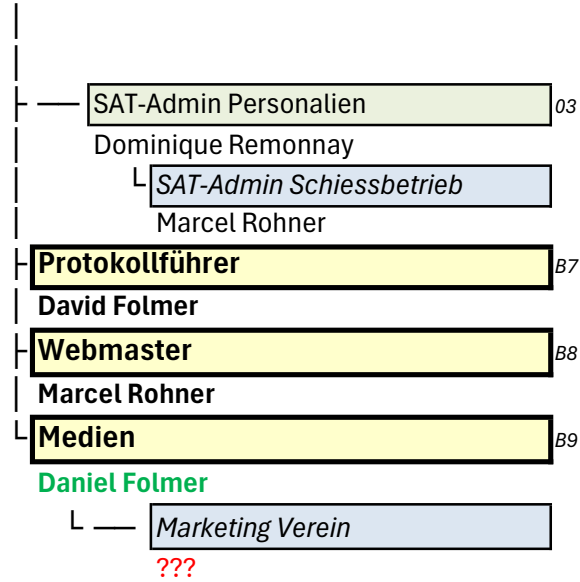 SAT-Admin Personalien 03
Dominique Remonnay
SAT-Admin Schiessbetrieb
Marcel Rohner
Protokollführer B7
David Folmer
Webmaster B8
Marcel Rohner
Medien B9
Daniel Folmer
Marketing Verein
???